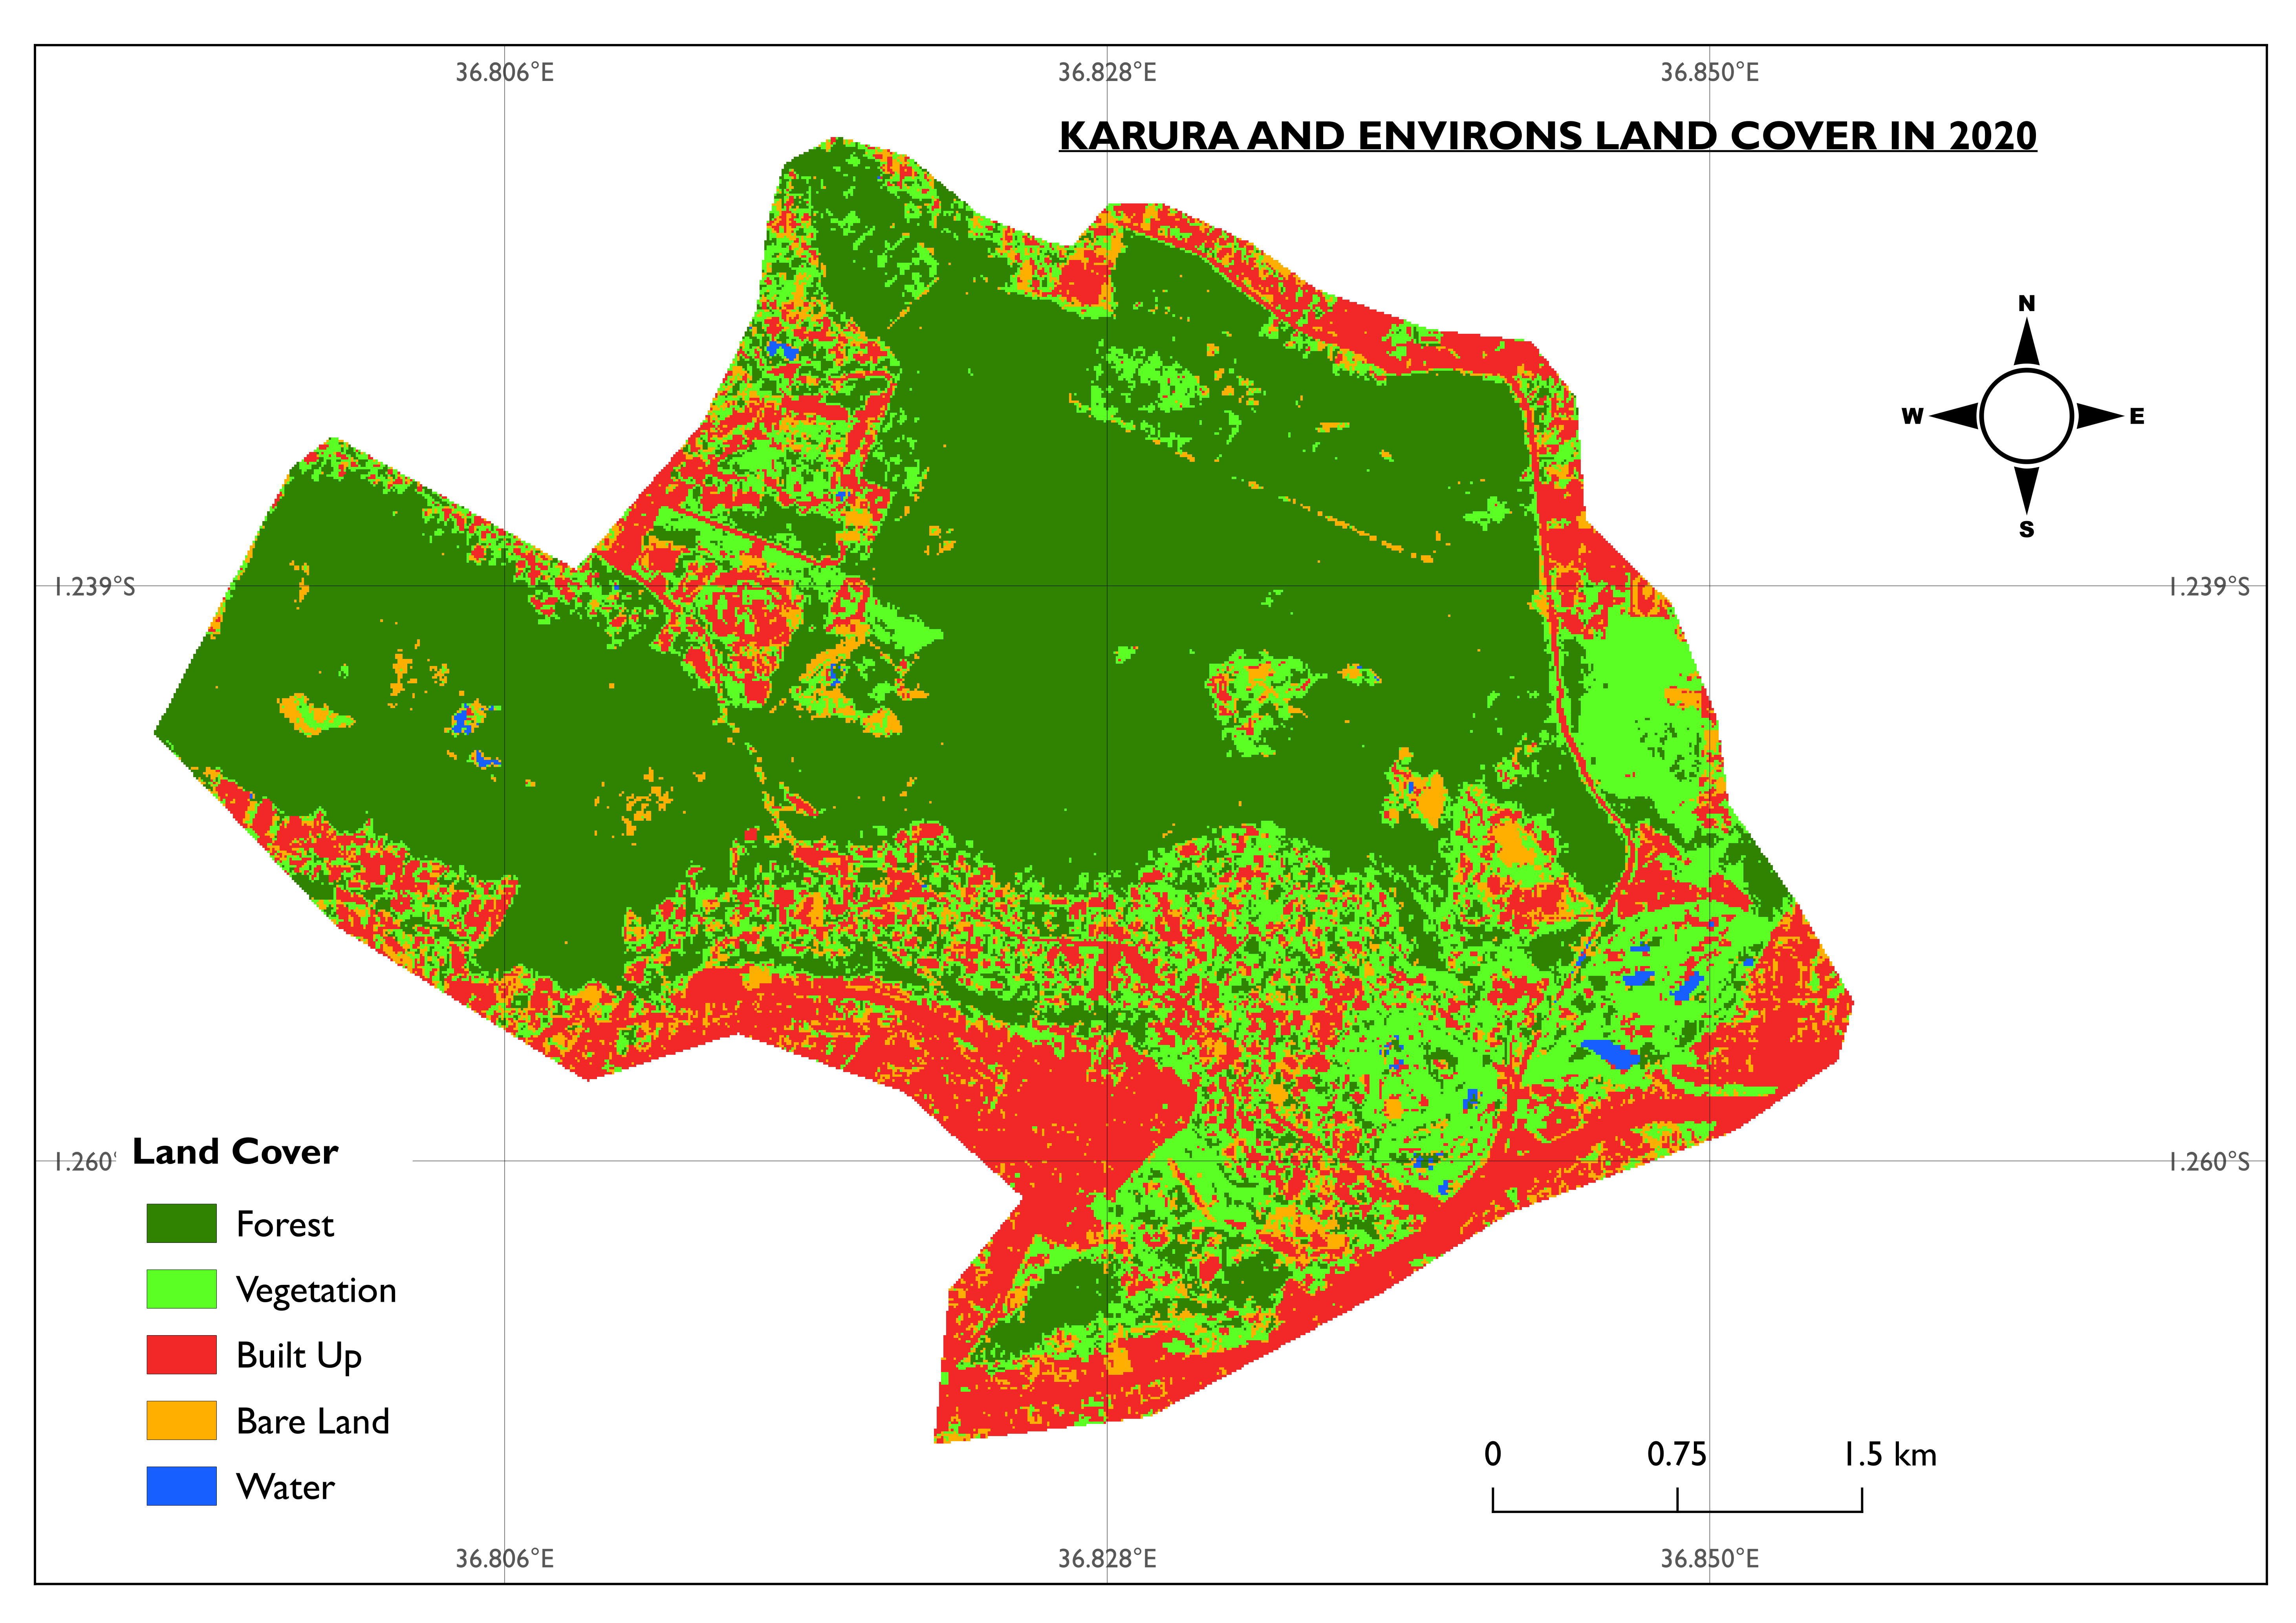 36.806°E 36.828°E 36.850°E
KARURA AND ENVIRONS LAND COVER IN 2020
N
W E
S
1.239°S 1.239°S
1.260° 1.260°S
Land Cover
Forest
Vegetation
Built Up
Bare Land
Water
0 0.75 1.5 km
36.806°E 36.828°E 36.850°E